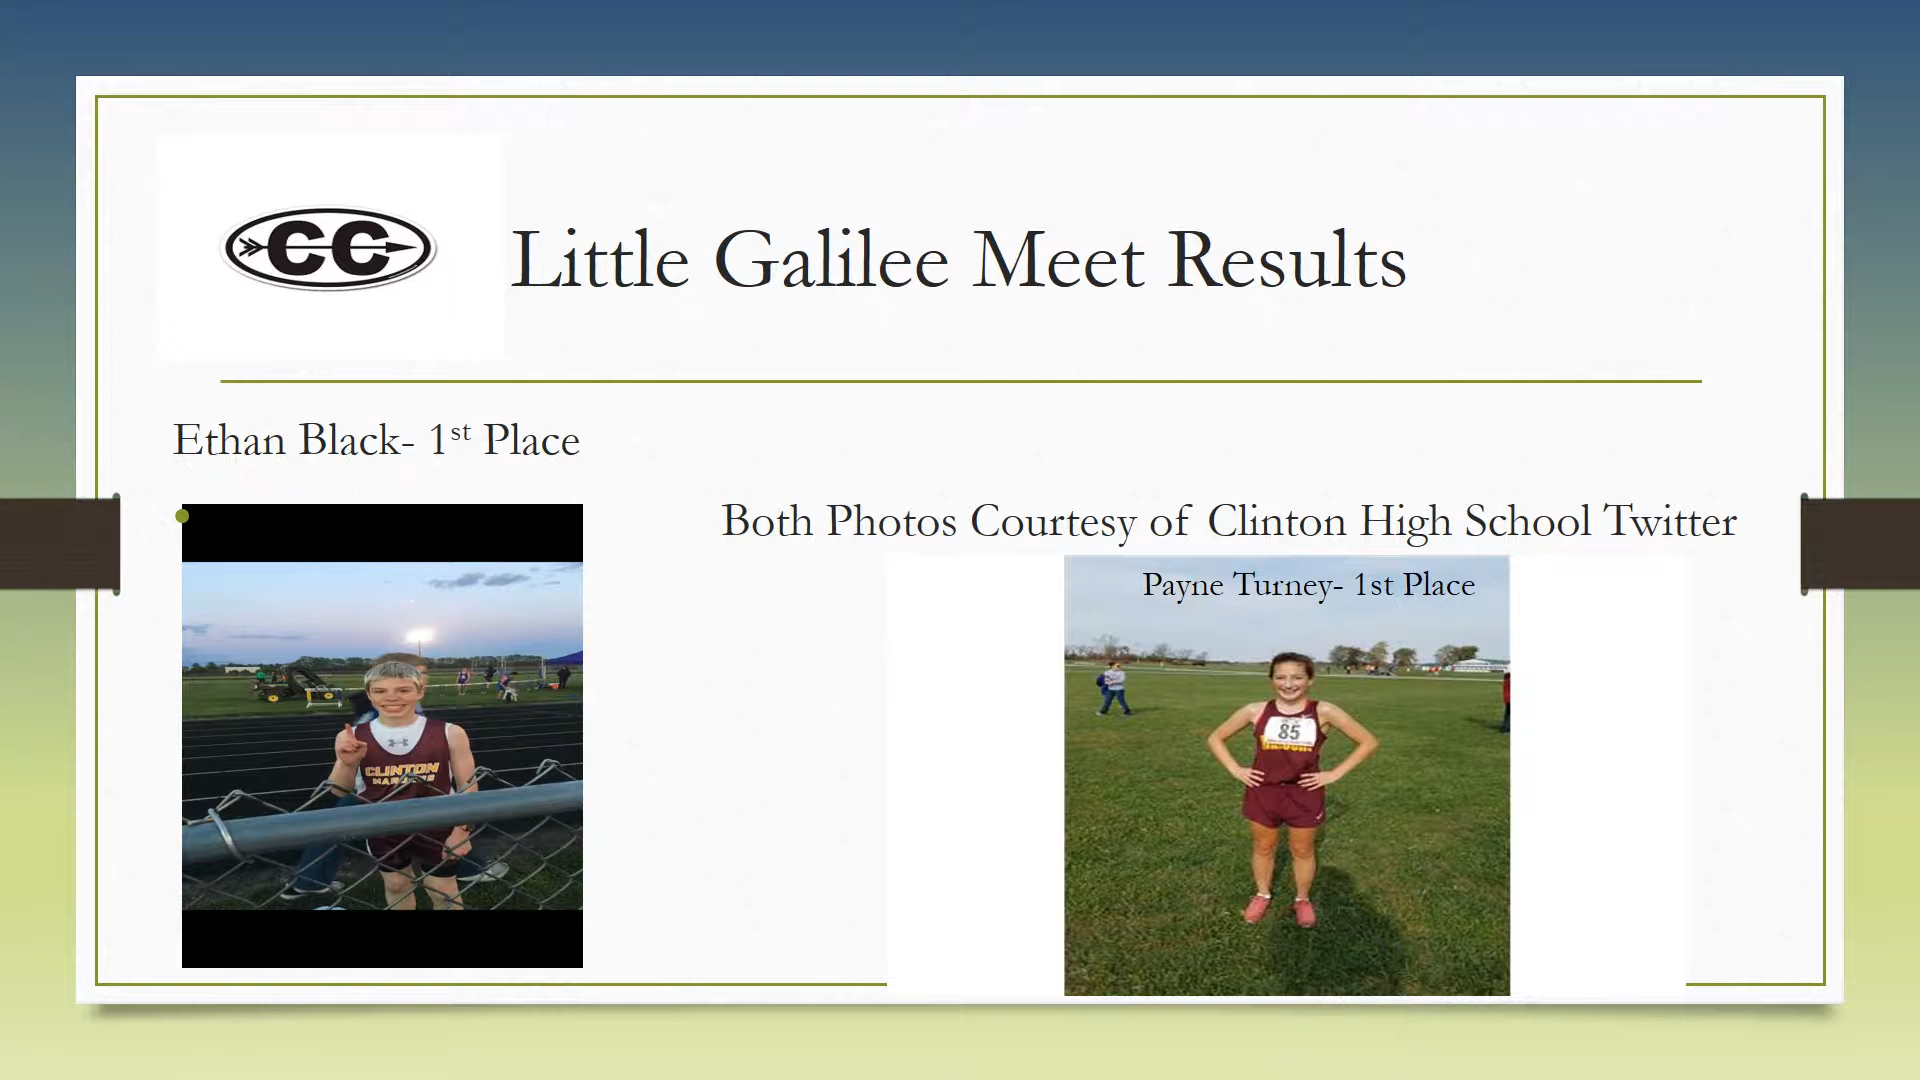 CC
Little Galilee Meet Results
Ethan Black- 1st Place
Both Photos Courtesy of Clinton High School Twitter
Payne Turney- 1st Place
CLINTON
85